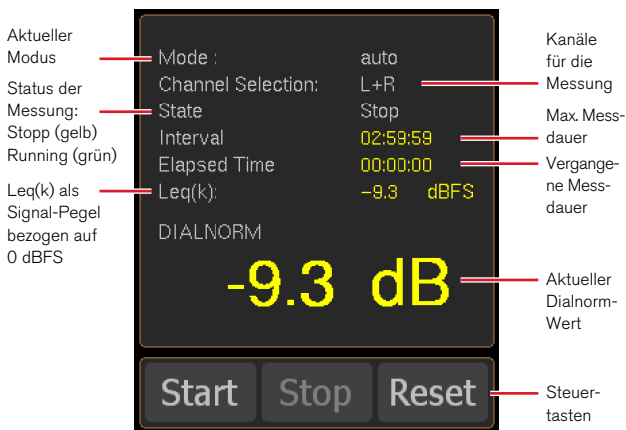 Aktueller
Modus
Status der
Messung:
Stopp (gelb)
Running (grün)
Leq(k) als
Signal-Pegel
bezogen auf
0 dBFS
Mode : auto
Channel Selection: L+R
State Stop
Interval 02:59:59
Elapsed Time 00:00:00
Leq(k): -9.3 dBFS
DIALNORM
-9.3 dB
Start Stop Reset
Kanäle
für die
Messung
Max. Mess-
dauer
Vergange-
ne Mess-
dauer
Aktueller
Dialnorm-
Wert
Steuer-
tasten